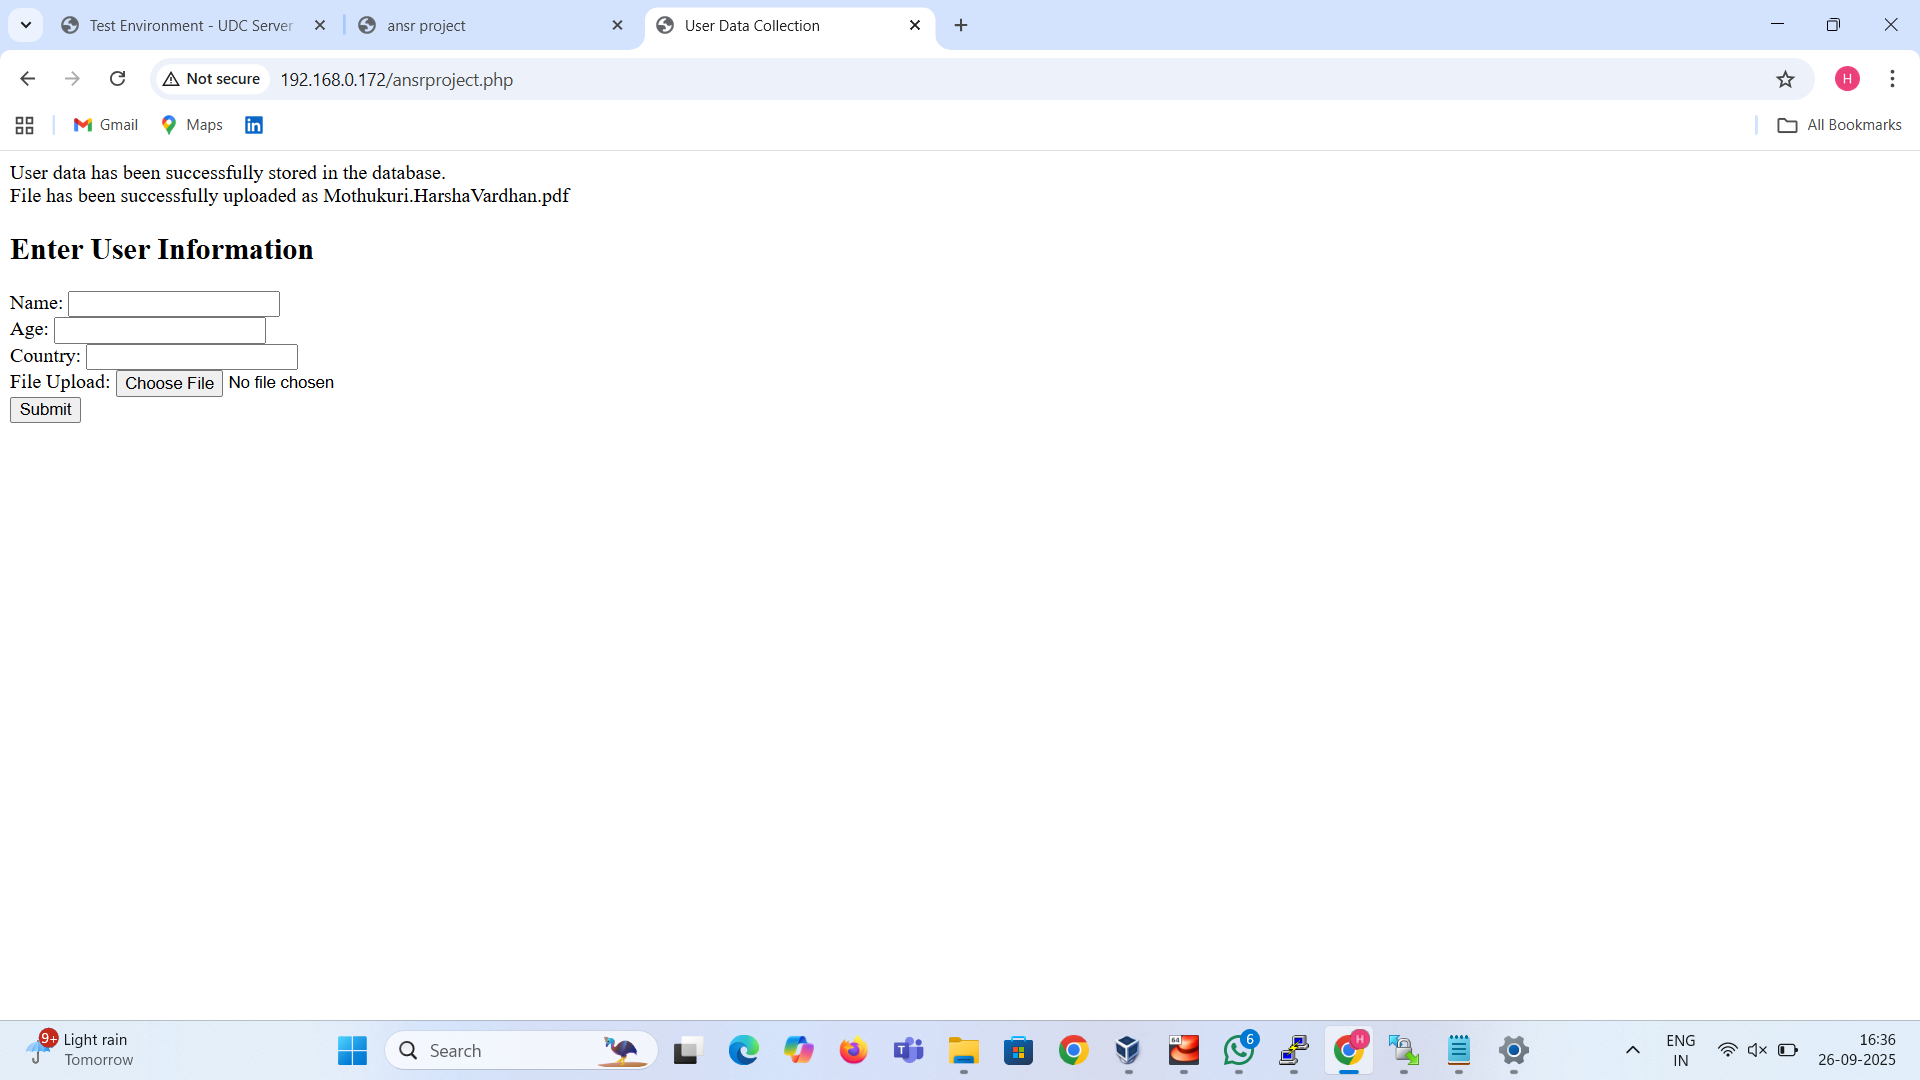 Test Environment - UDC Server
ansr project
User Data Collection
Not secure
192.168.0.172/ansrproject.php
H
Gmail
Maps
in
All Bookmarks
User data has been successfully stored in the database.
File has been successfully uploaded as Mothukuri.HarshaVardhan.pdf
Enter User Information
Name:
Age:
Country:
File Upload: Choose File No file chosen
Submit
9+
Light rain
Tomorrow
Search
64
6
H
ENG
IN
16:36
26-09-2025